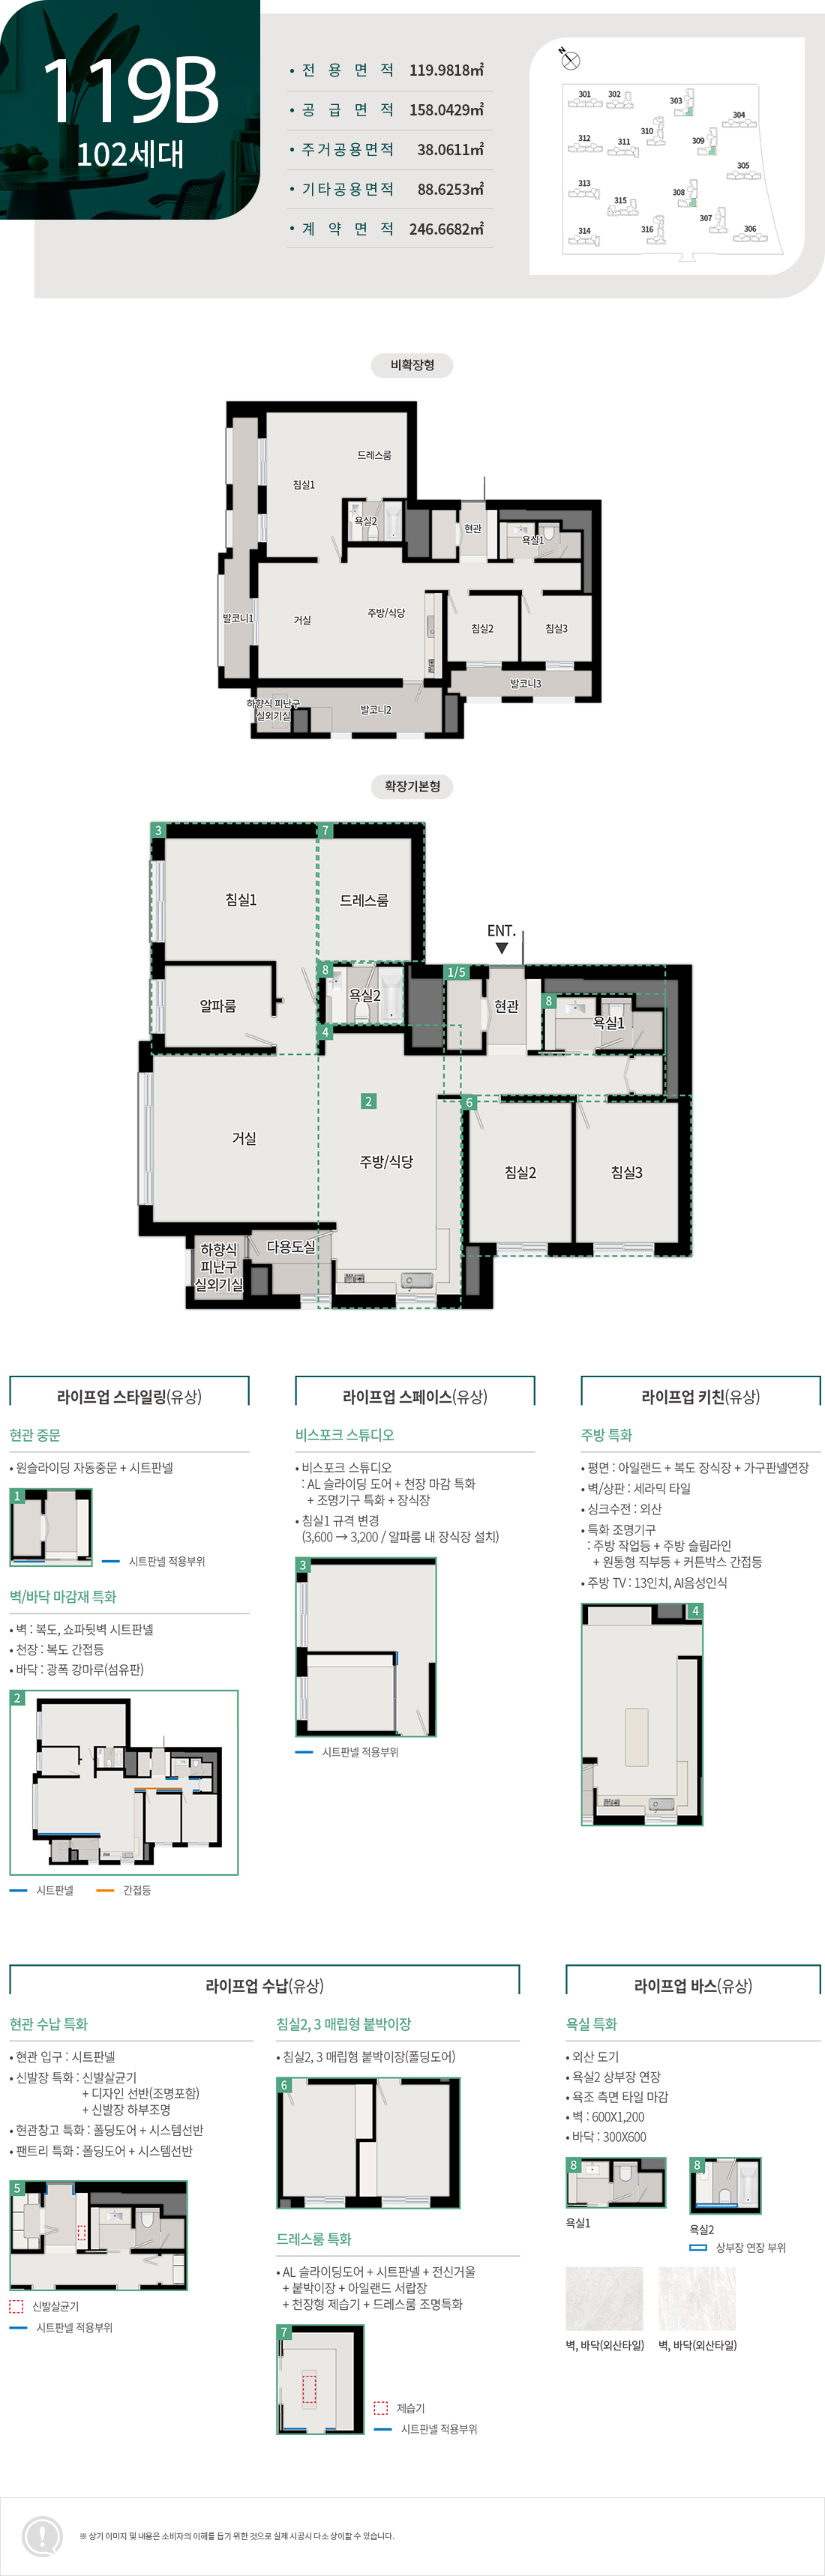 119B
102세대
• 전 용 면 적 119.9818㎡
• 공 급 면 적 158.0429㎡
• 주거공용면적 38.0611㎡
• 기타공용면적 88.6253㎡
• 계 약 면 적 246.6682㎡
N
301 302 303 304
312 311 310 309
313 315 308 305
314 316 307 306
비확장형
드레스룸
침실1
욕실2
현관
욕실1
발코니1
거실
주방/식당
침실2
침실3
발코니3
하향식 피난구
실외기실
발코니2
확장기본형
3
7
침실1
드레스룸
ENT.
8
1/5
욕실2
알파룸
현관
8
욕실1
4
2
6
거실
주방/식당
침실2
침실3
하향식
피난구
실외기실
다용도실
라이프업 스타일링(유상)
현관 중문
• 원슬라이딩 자동중문 + 시트판넬
1
시트판넬 적용부위
벽/바닥 마감재 특화
• 벽 : 복도, 쇼파뒷벽 시트판넬
• 천장 : 복도 간접등
• 바닥 : 광폭 강마루(섬유판)
2
시트판넬
간접등
라이프업 스페이스(유상)
비스포크 스튜디오
• 비스포크 스튜디오
: AL 슬라이딩 도어 + 천장 마감 특화
+ 조명기구 특화 + 장식장
• 침실1 규격 변경
(3,600 → 3,200 / 알파룸 내 장식장 설치)
3
시트판넬 적용부위
라이프업 키친(유상)
주방 특화
• 평면 : 아일랜드 + 복도 장식장 + 가구판넬연장
• 벽/상판 : 세라믹 타일
• 싱크수전 : 외산
• 특화 조명기구
: 주방 작업등 + 주방 슬림라인
+ 원통형 직부등 + 커튼박스 간접등
• 주방 TV : 13인치, AI음성인식
4
라이프업 수납(유상)
현관 수납 특화
• 현관 입구 : 시트판넬
• 신발장 특화 : 신발살균기
+ 디자인 선반(조명포함)
+ 신발장 하부조명
• 현관창고 특화 : 폴딩도어 + 시스템선반
• 팬트리 특화 : 폴딩도어 + 시스템선반
5
신발살균기
시트판넬 적용부위
침실2, 3 매립형 붙박이장
• 침실2, 3 매립형 붙박이장(폴딩도어)
6
드레스룸 특화
• AL 슬라이딩도어 + 시트판넬 + 전신거울
+ 붙박이장 + 아일랜드 서랍장
+ 천장형 제습기 + 드레스룸 조명특화
7
제습기
시트판넬 적용부위
라이프업 바스(유상)
욕실 특화
• 외산 도기
• 욕실2 상부장 연장
• 욕조 측면 타일 마감
• 벽 : 600X1,200
• 바닥 : 300X600
8
욕실1
8
욕실2
상부장 연장 부위
벽, 바닥(외산타일)
벽, 바닥(외산타일)
※ 상기 이미지 및 내용은 소비자의 이해를 돕기 위한 것으로 실제 시공시 다소 상이할 수 있습니다.